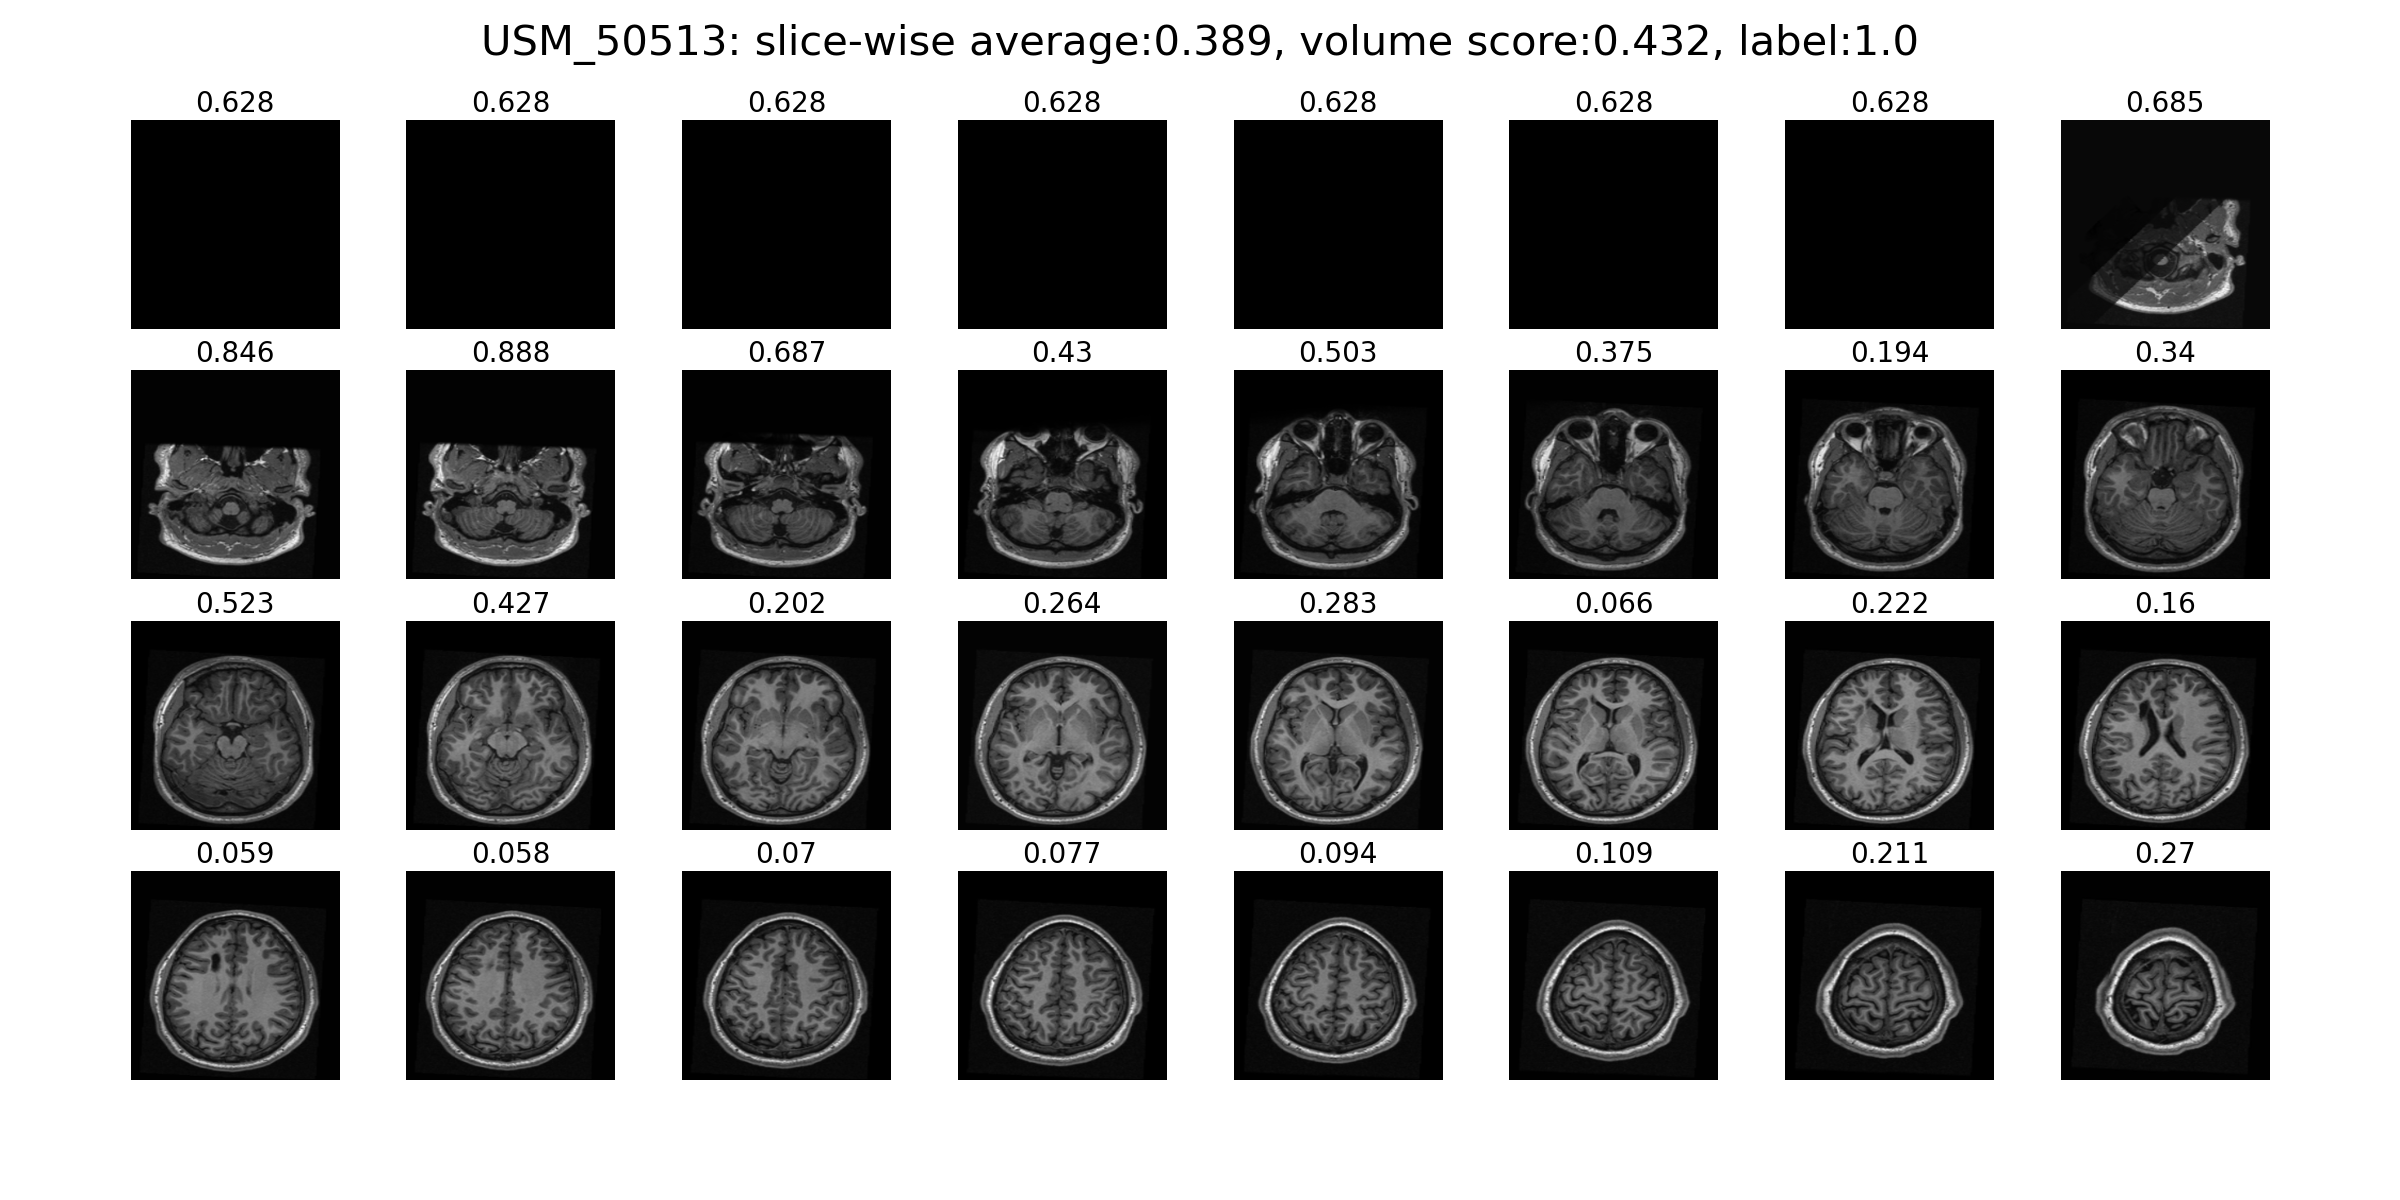 USM_50513: slice-wise average:0.389, volume score:0.432, label:1.0
0.628 0.628 0.628 0.628 0.628 0.628 0.628 0.685
0.846 0.888 0.687 0.43 0.503 0.375 0.194 0.34
0.523 0.427 0.202 0.264 0.283 0.066 0.222 0.16
0.059 0.058 0.07 0.077 0.094 0.109 0.211 0.27